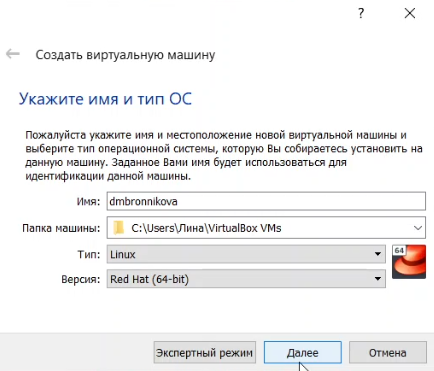 ?
Создать виртуальную машину
Укажите имя и тип ОС
Пожалуйста укажите имя и местоположение новой виртуальной машины и
выберите тип операционной системы, которую Вы собираетесь установить на
данную машину. Заданное Вами имя будет использоваться для
идентификации данной машины.
Имя: dmbronnikova
Папка машины: C:\Users\Лина\VirtualBox VMs
Тип: Linux
64
Версия: Red Hat (64-bit)
Экспертный режим Далее Отмена